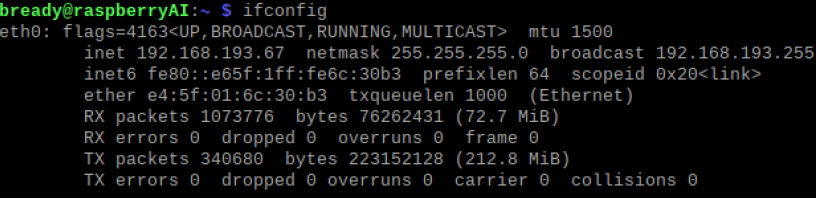 bready@raspberryAI:~ $ ifconfig
eth0: flags=4163<UP,BROADCAST,RUNNING,MULTICAST>  mtu 1500
        inet 192.168.193.67  netmask 255.255.255.0  broadcast 192.168.193.255
        inet6 fe80::e65f:1ff:fe6c:30b3  prefixlen 64  scopeid 0x20<link>
        ether e4:5f:01:6c:30:b3  txqueuelen 1000  (Ethernet)
        RX packets 1073776  bytes 76262431 (72.7 MiB)
        RX errors 0  dropped 0  overruns 0  frame 0
        TX packets 340680  bytes 223152128 (212.8 MiB)
        TX errors 0  dropped 0 overruns 0  carrier 0  collisions 0